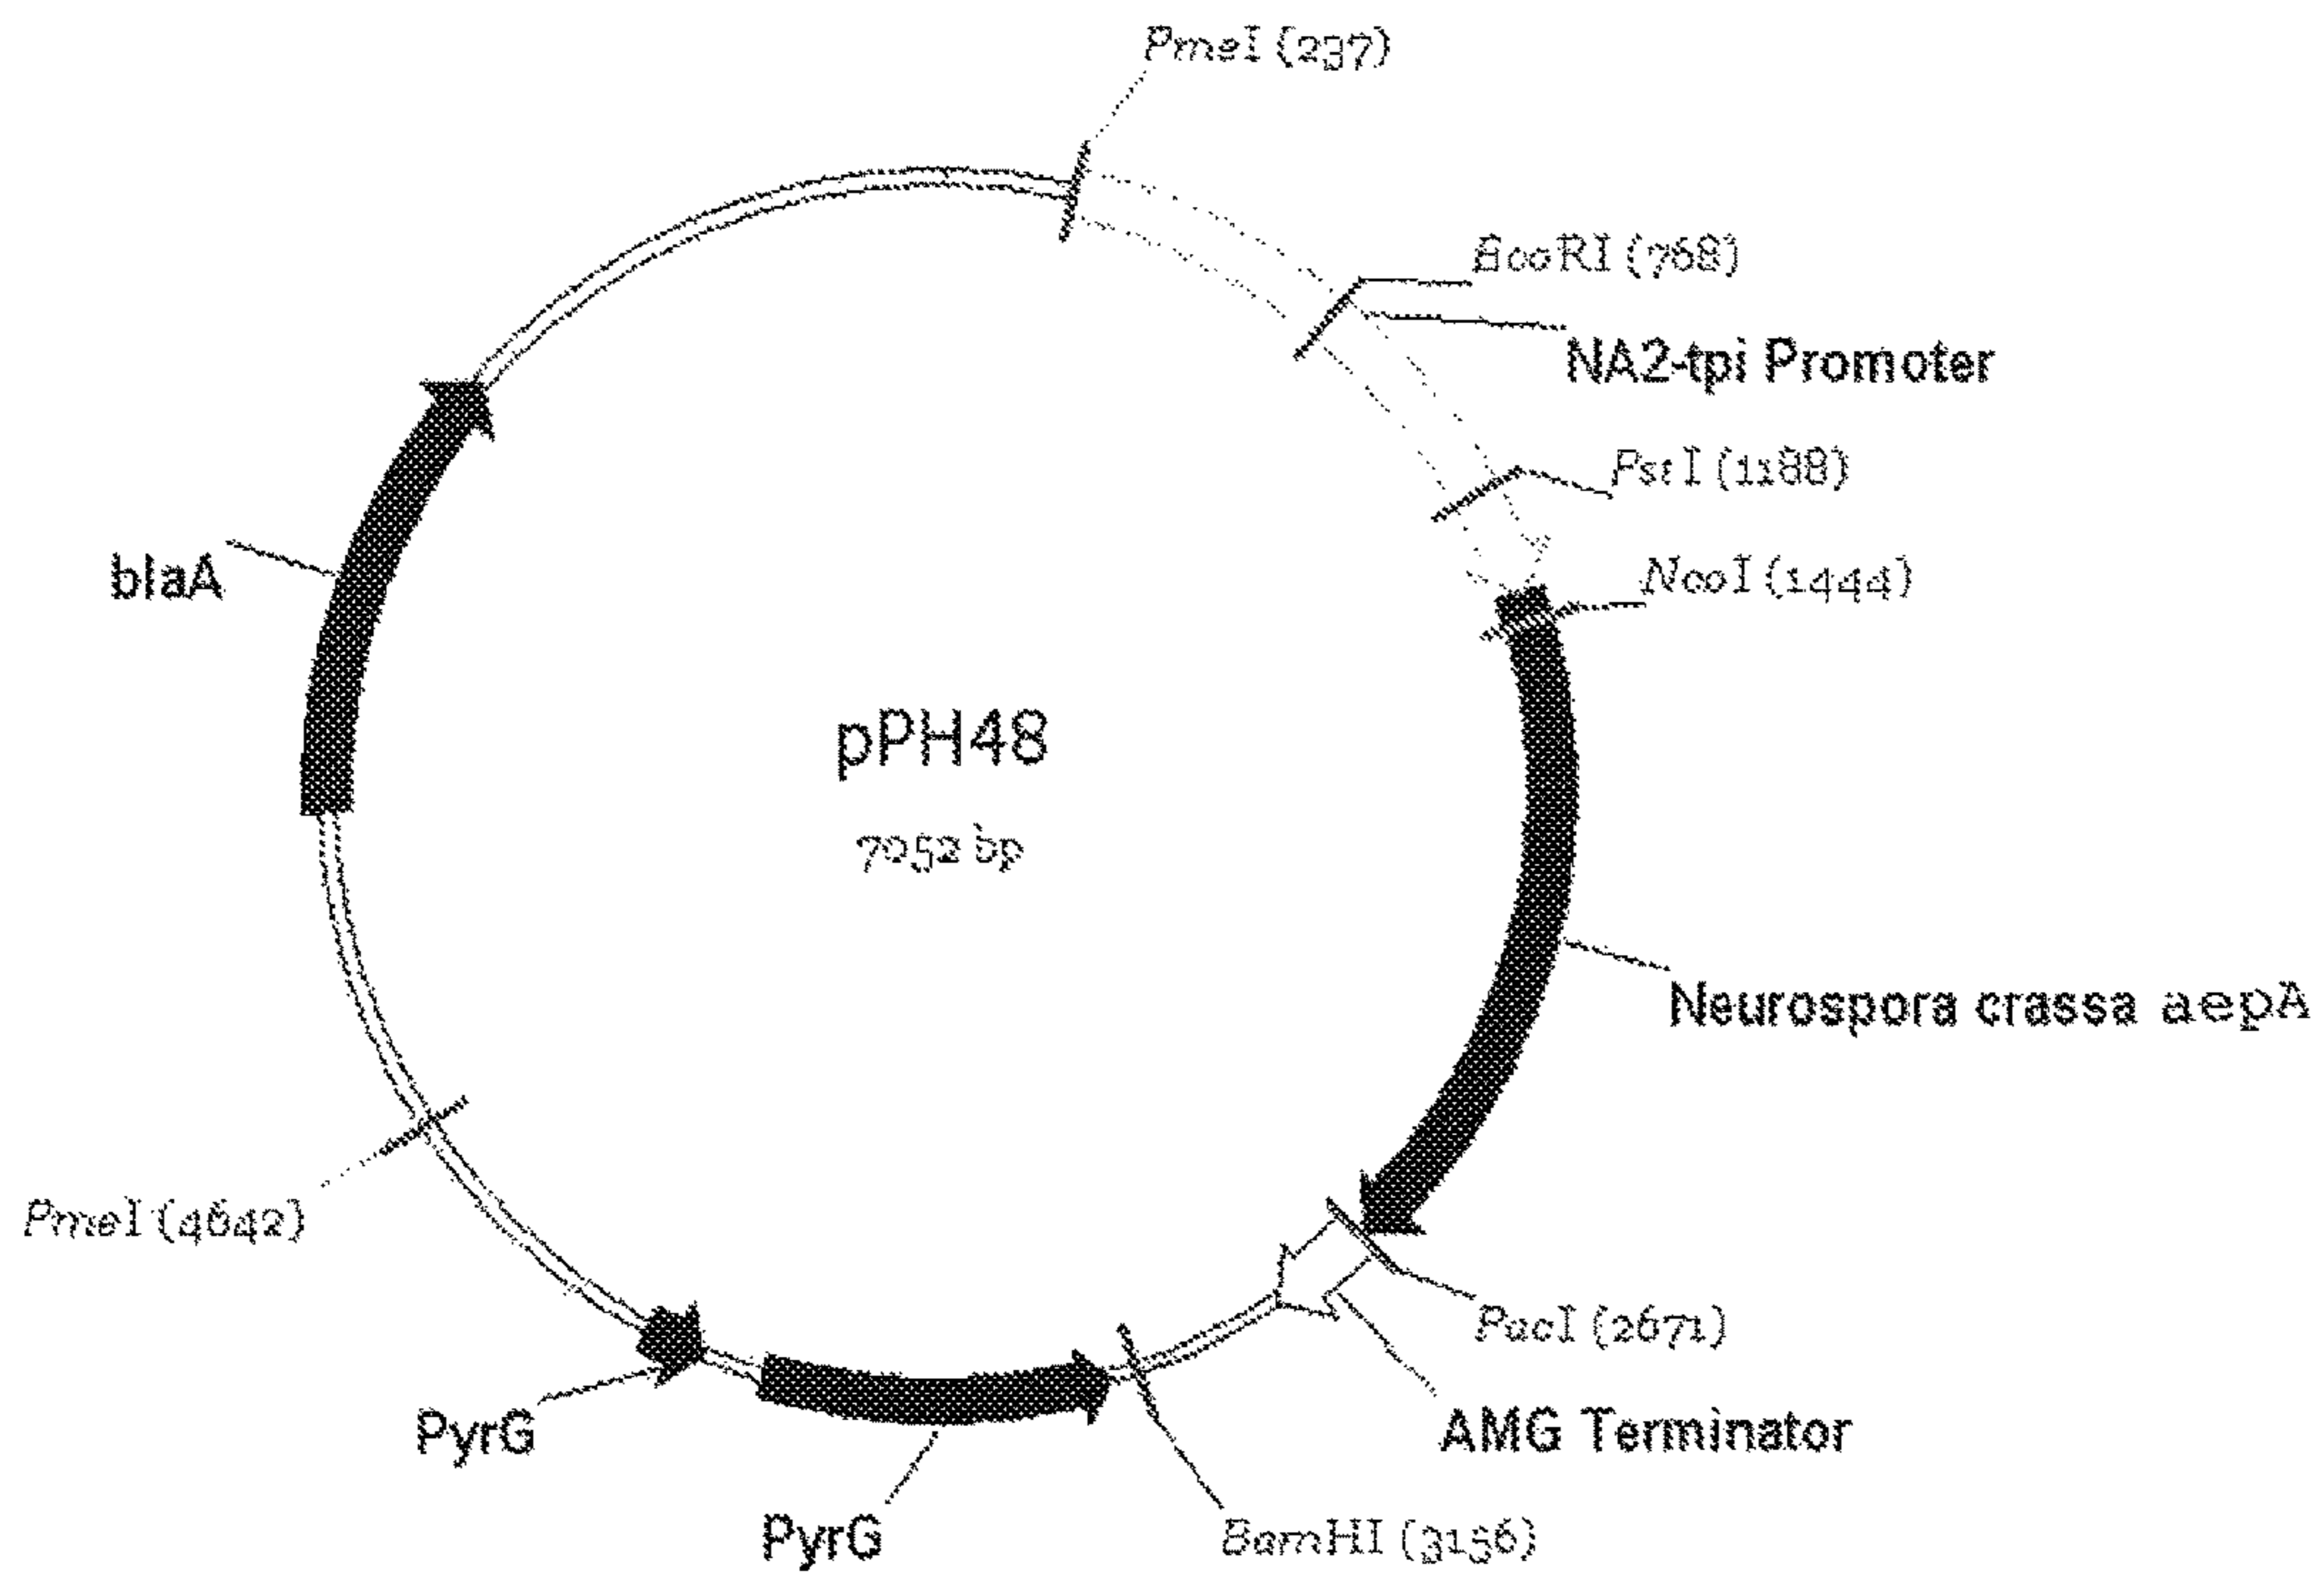 PmeI (237)
EcoRI (768)
NA2-tpi Promoter
PstI (1188)
blaA
NcoI (1444)
pPH48
7052 bp
Neurospora crassa aepA
PmeI (4642)
PacI (2671)
PyrG
AMG Terminator
PyrG
BamHI (3156)